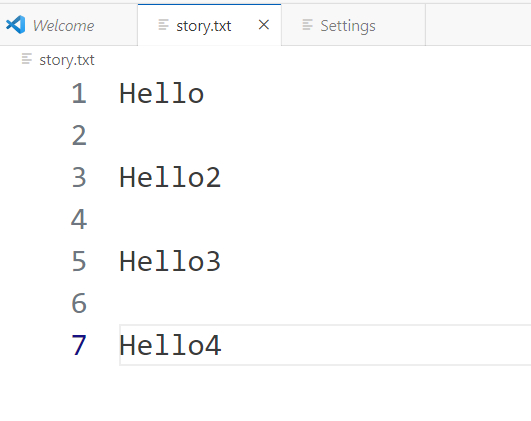 Welcome story.txt Settings
story.txt
1 Hello
2
3 Hello2
4
5 Hello3
6
7 Hello4